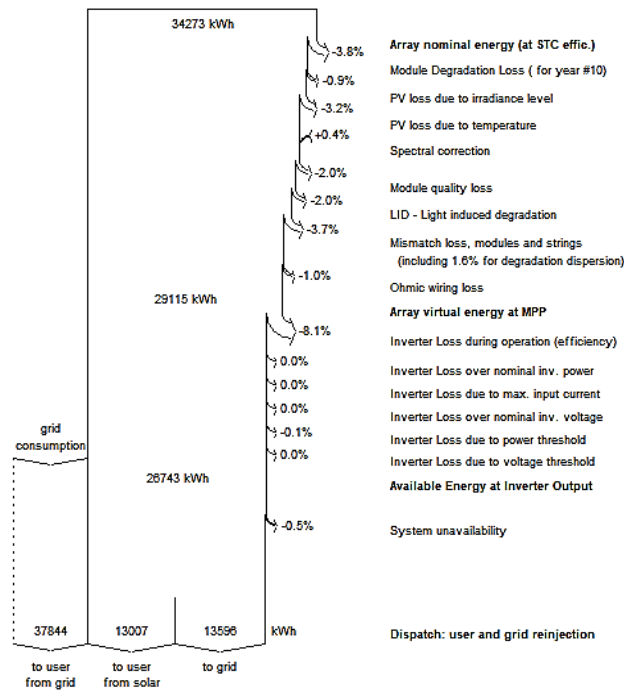 34273 kWh
-3.8%
Array nominal energy (at STC effic.)
-0.9%
Module Degradation Loss ( for year #10)
-3.2%
PV loss due to irradiance level
+0.4%
PV loss due to temperature
Spectral correction
-2.0%
Module quality loss
-2.0%
LID - Light induced degradation
-3.7%
Mismatch loss, modules and strings
(including 1.6% for degradation dispersion)
-1.0%
Ohmic wiring loss
29115 kWh
Array virtual energy at MPP
-8.1%
Inverter Loss during operation (efficiency)
0.0%
Inverter Loss over nominal inv. power
0.0%
Inverter Loss due to max. input current
0.0%
Inverter Loss over nominal inv. voltage
-0.1%
Inverter Loss due to power threshold
0.0%
Inverter Loss due to voltage threshold
grid
consumption
26743 kWh
Available Energy at Inverter Output
-0.5%
System unavailability
37844 13007 13596 kWh
Dispatch: user and grid reinjection
to user to user to grid
from grid from solar